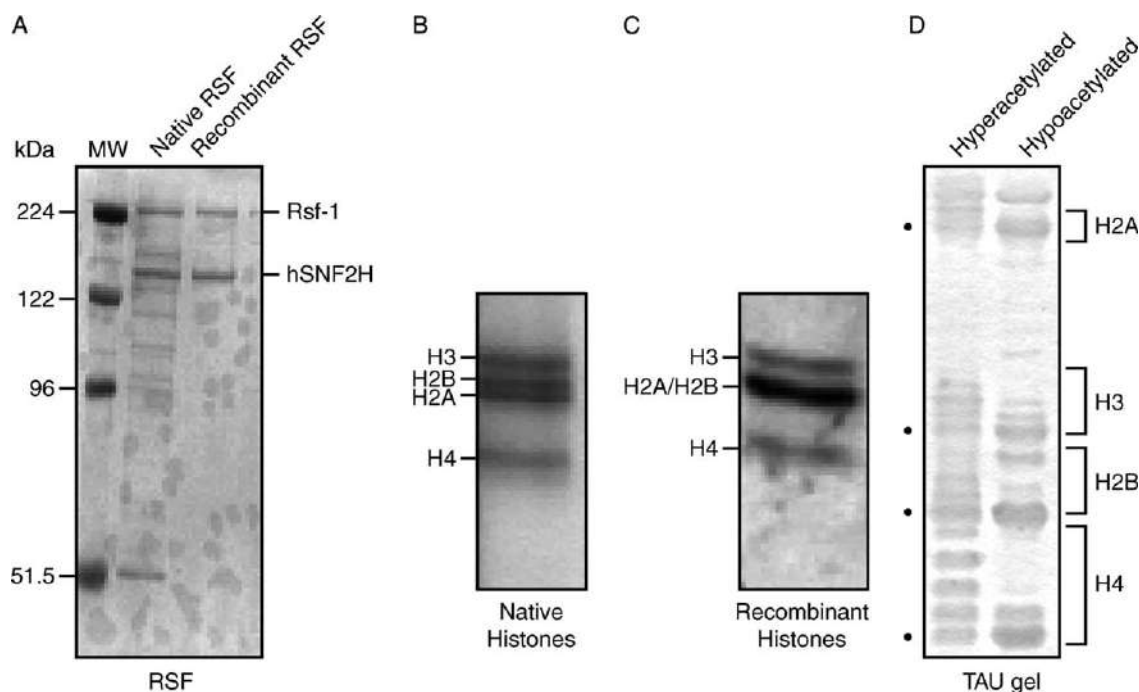 A
kDa
MW
Native RSF
Recombinant RSF
224
122
96
51.5
Rsf-1
hSNF2H
RSF
B
H3
H2B
H2A
H4
Native
Histones
C
H3
H2A/H2B
H4
Recombinant
Histones
D
Hyperacetylated
Hypoacetylated
H2A
H3
H2B
H4
TAU gel